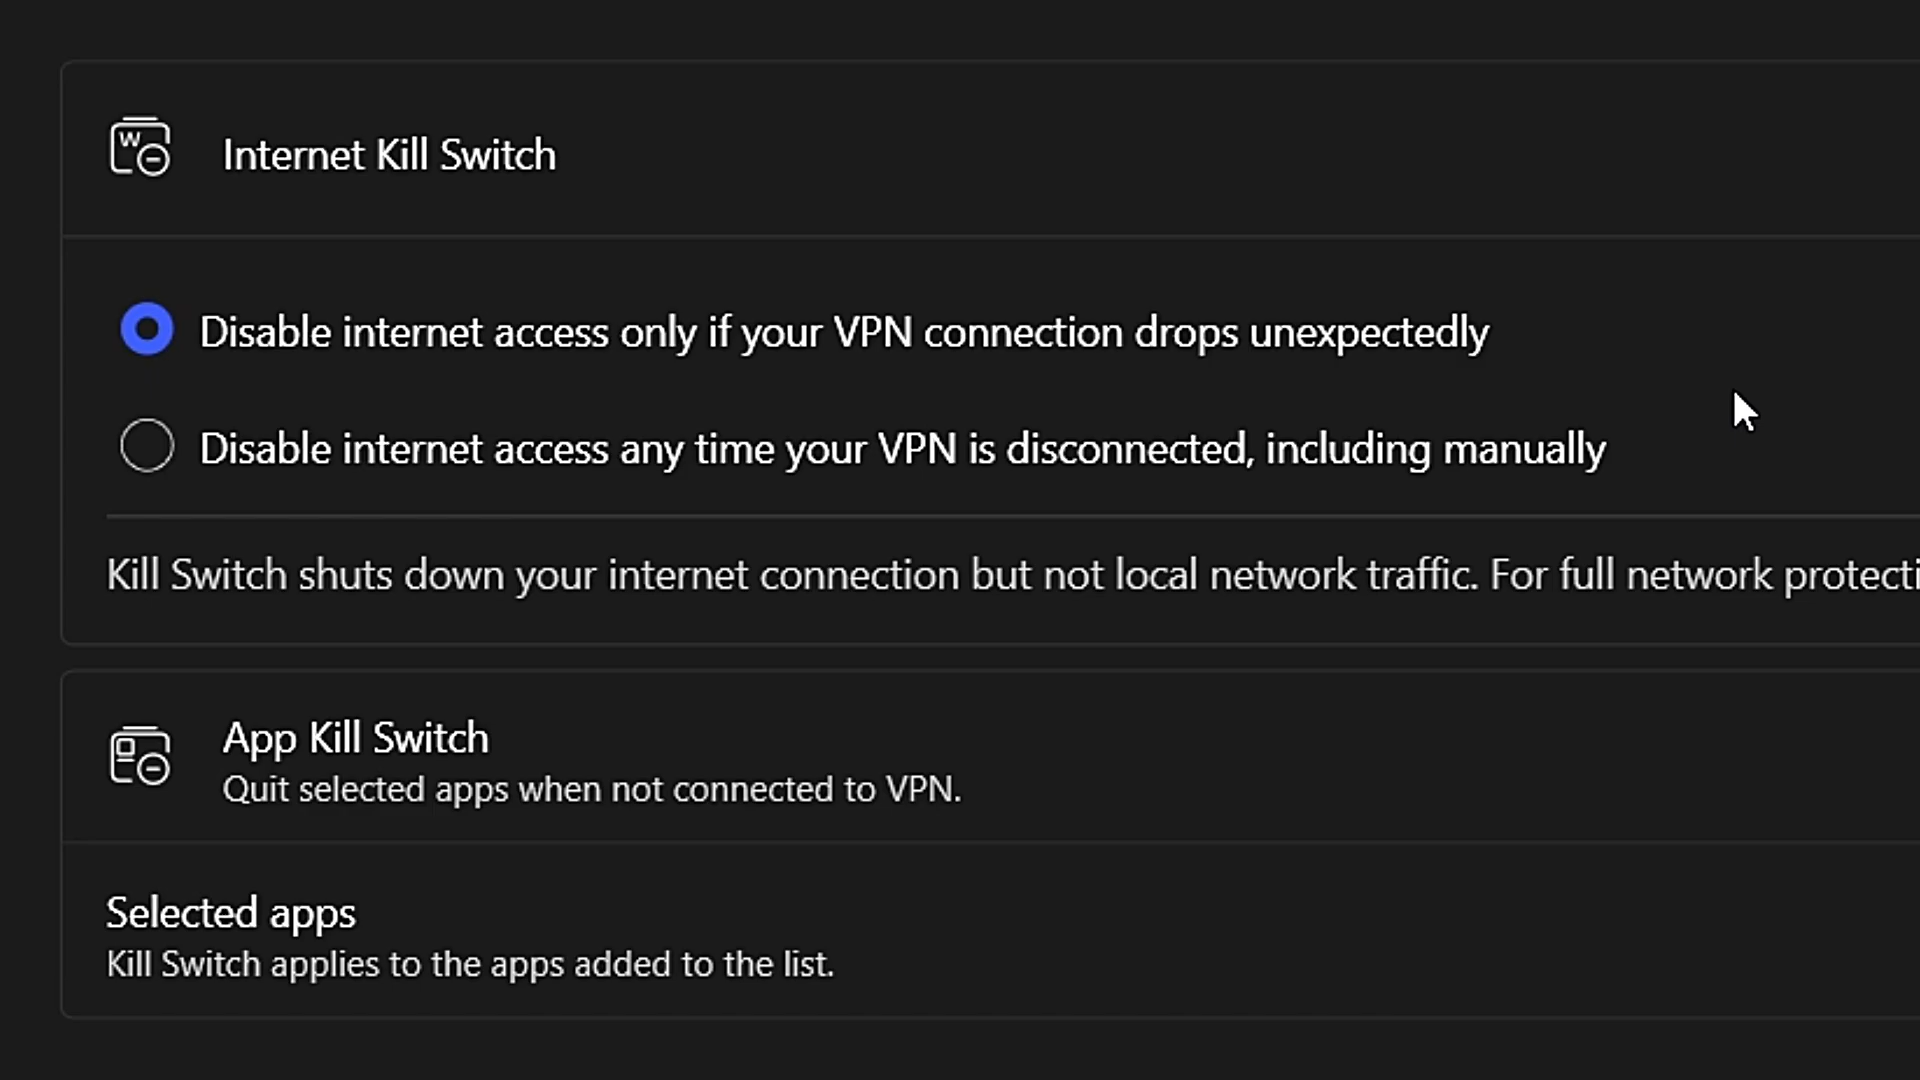 Internet Kill Switch
Disable internet access only if your VPN connection drops unexpectedly
Disable internet access any time your VPN is disconnected, including manually
Kill Switch shuts down your internet connection but not local network traffic. For full network
App Kill Switch
Quit selected apps when not connected to VPN.
Selected apps
Kill Switch applies to the apps added to the list.